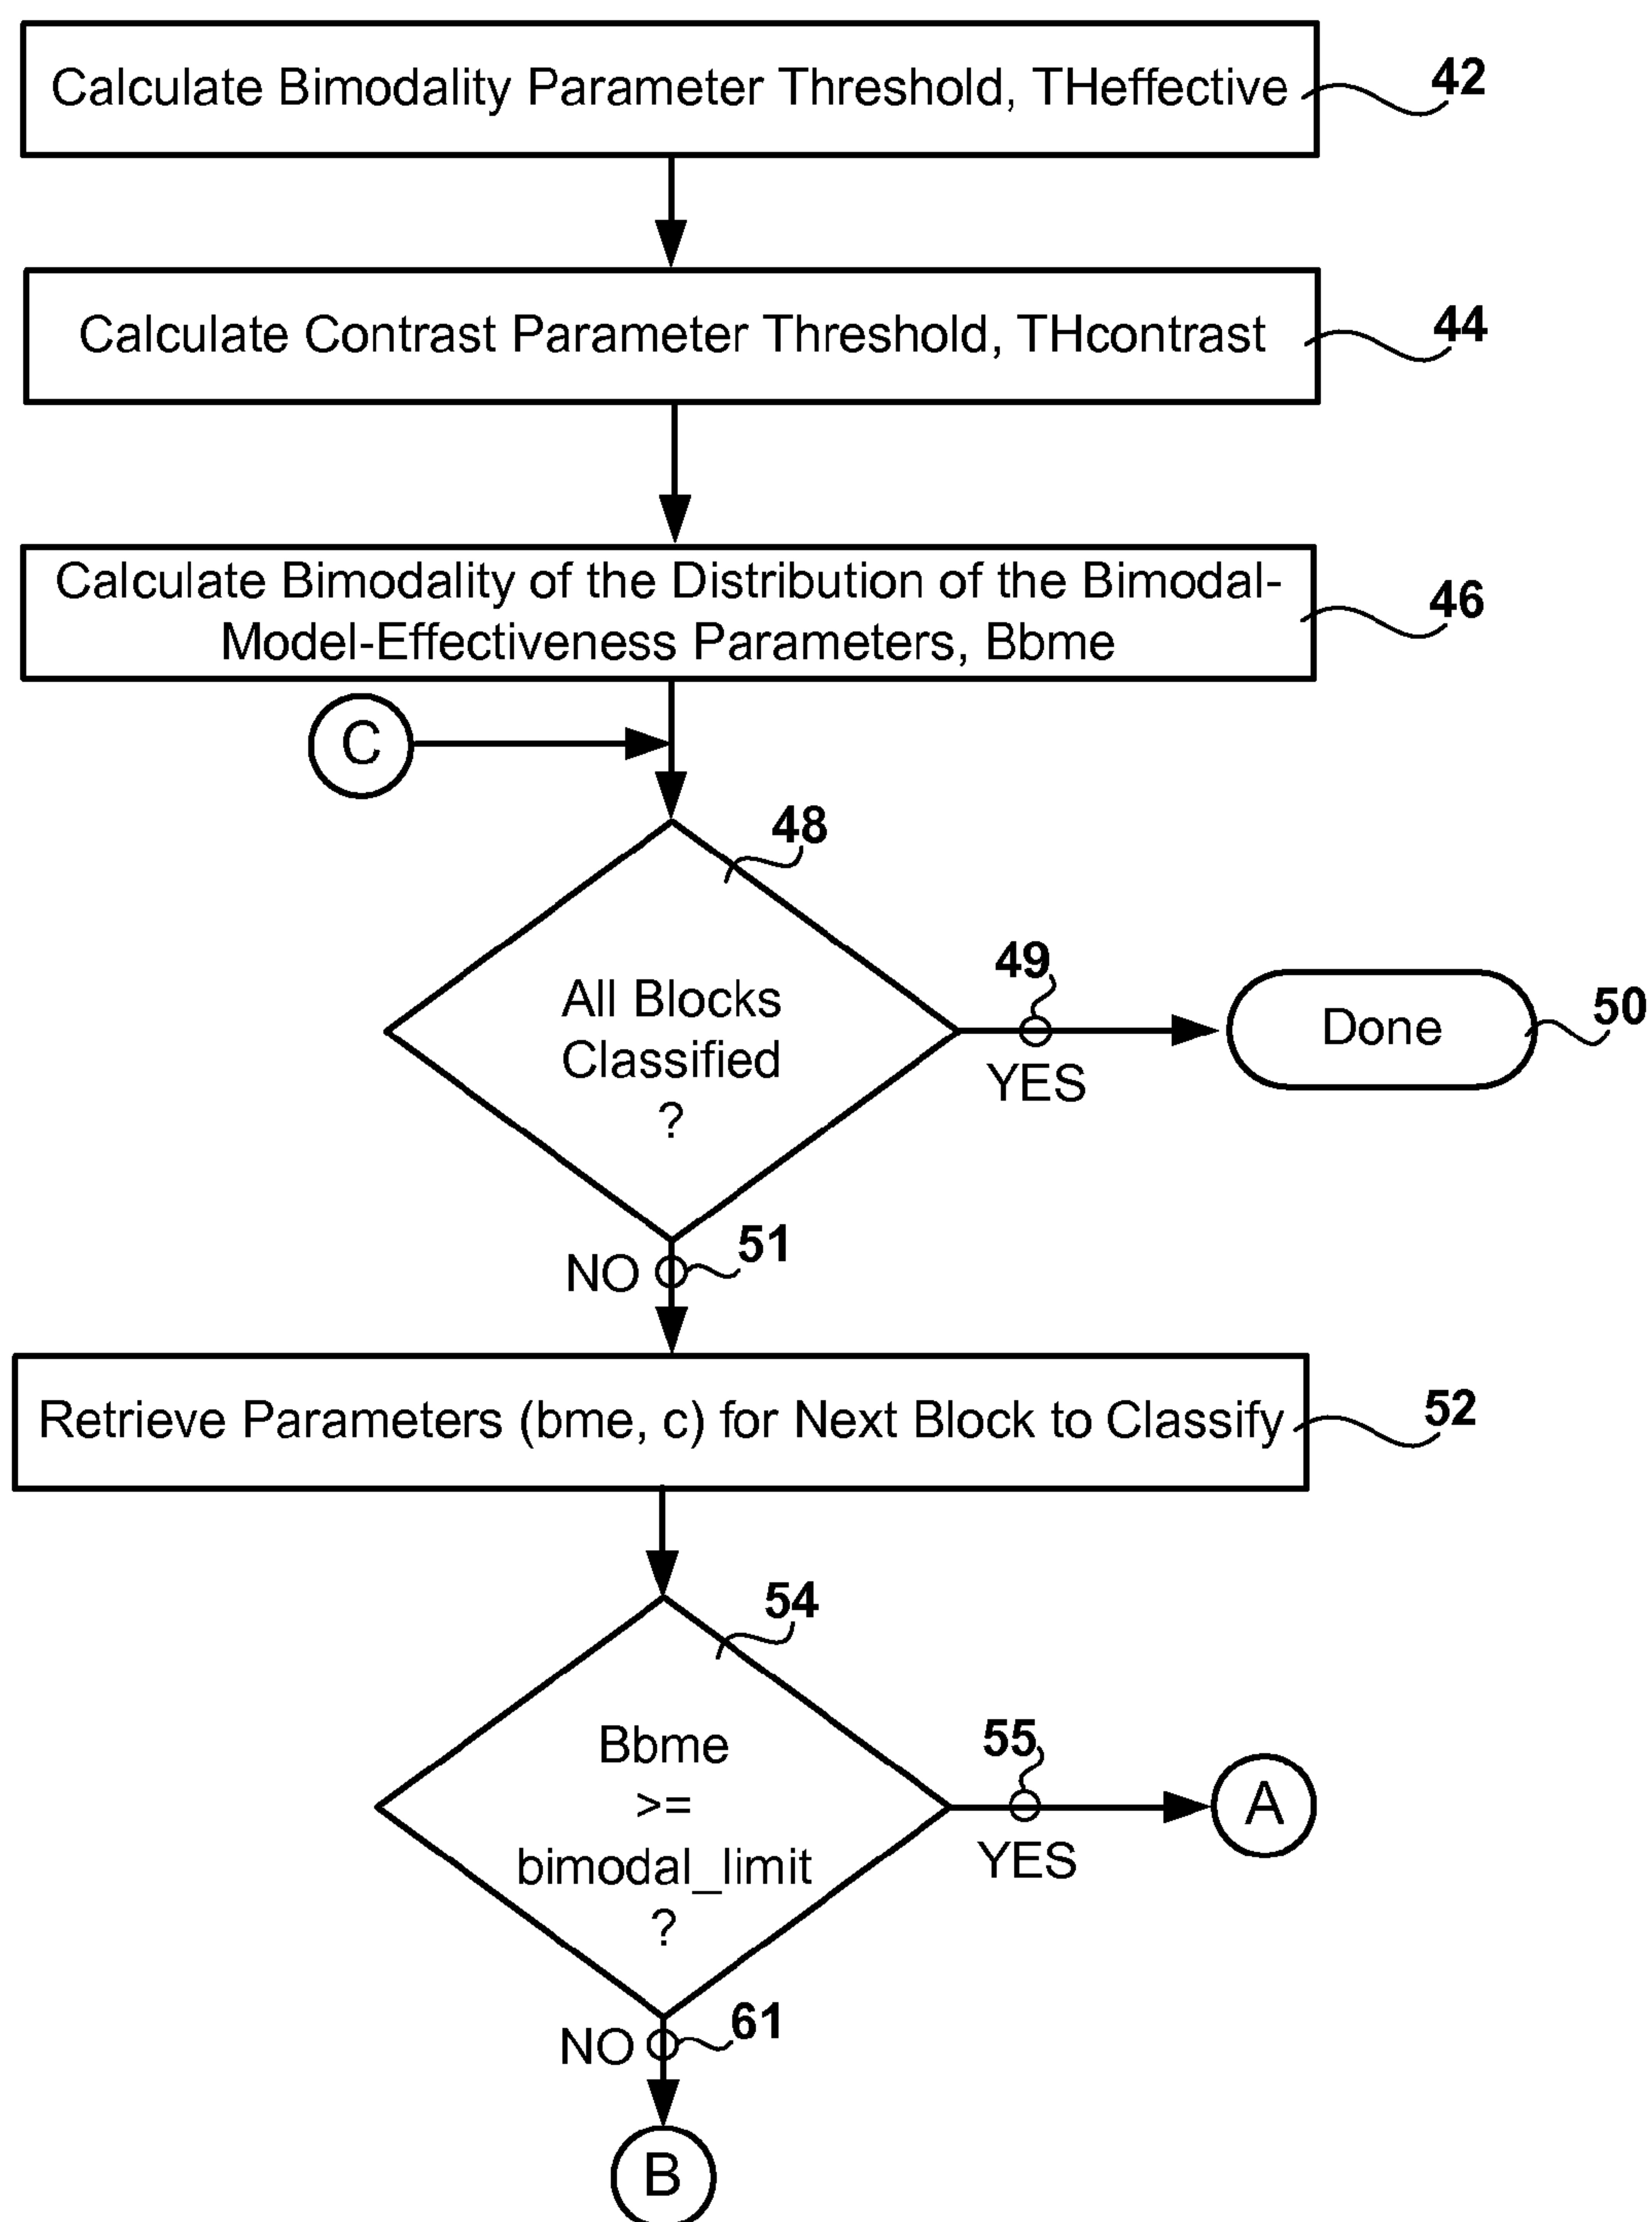 Calculate Bimodality Parameter Threshold, THeffective
42
Calculate Contrast Parameter Threshold, THcontrast
44
Calculate Bimodality of the Distribution of the Bimodal-
Model-Effectiveness Parameters, Bbme
46
C
48
All Blocks
Classified
?
49
YES
Done
50
NO
51
Retrieve Parameters (bme, c) for Next Block to Classify
52
54
Bbme
>=
bimodal_limit
?
55
YES
A
NO
61
B